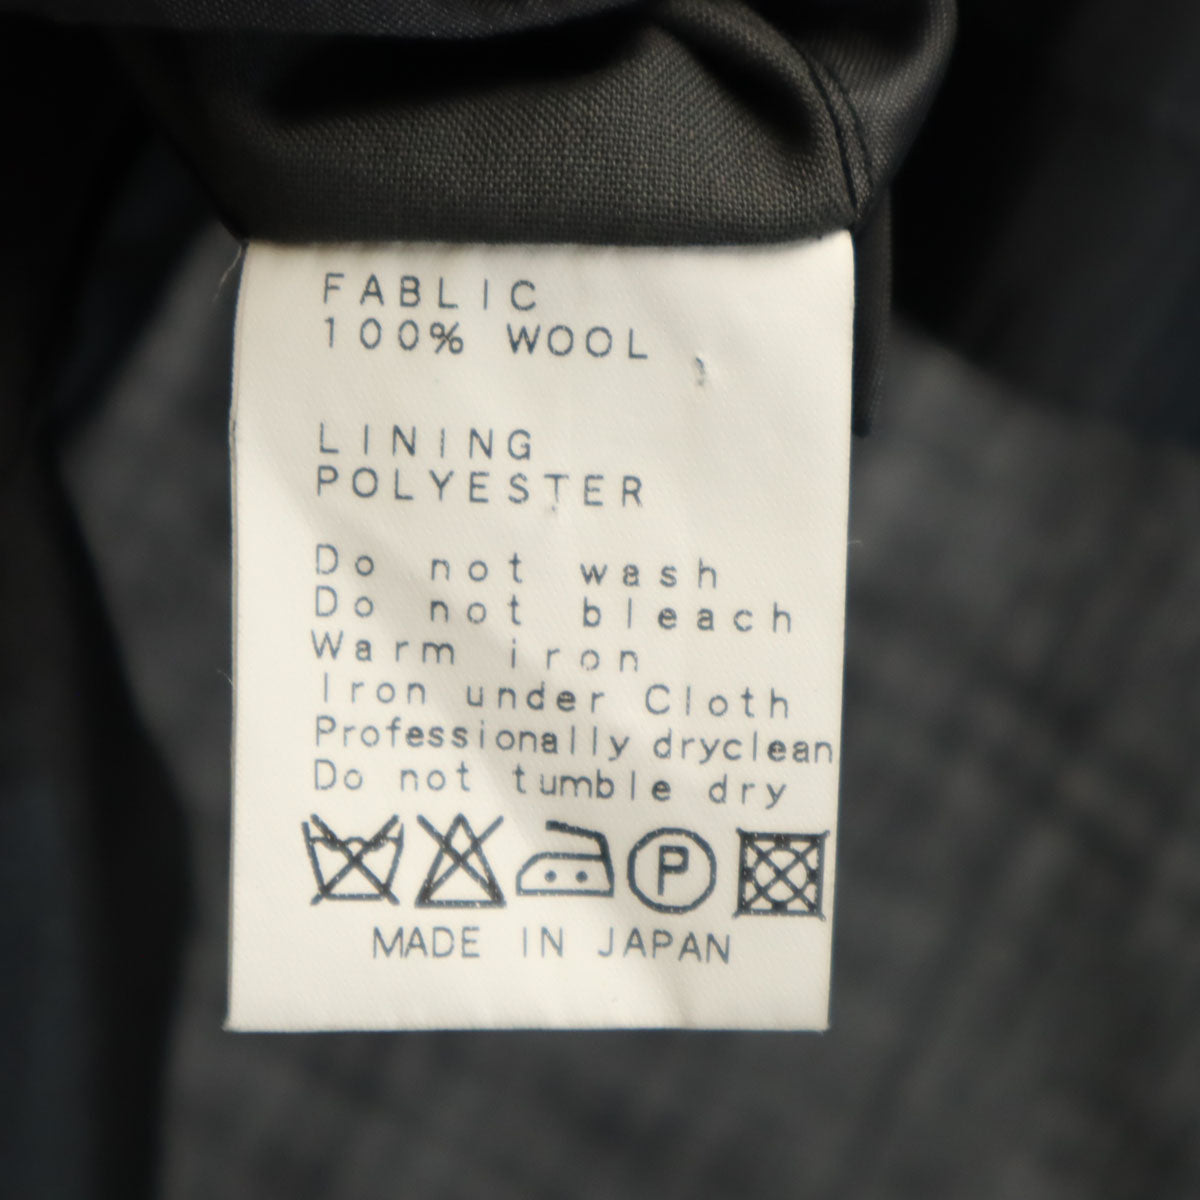 FABLIC
100% WOOL
LINING
POLYESTER
Do not wash
Do not bleach
Warm iron
Iron under Cloth
Professionally dryclean
Do not tumble dry
P
MADE IN JAPAN